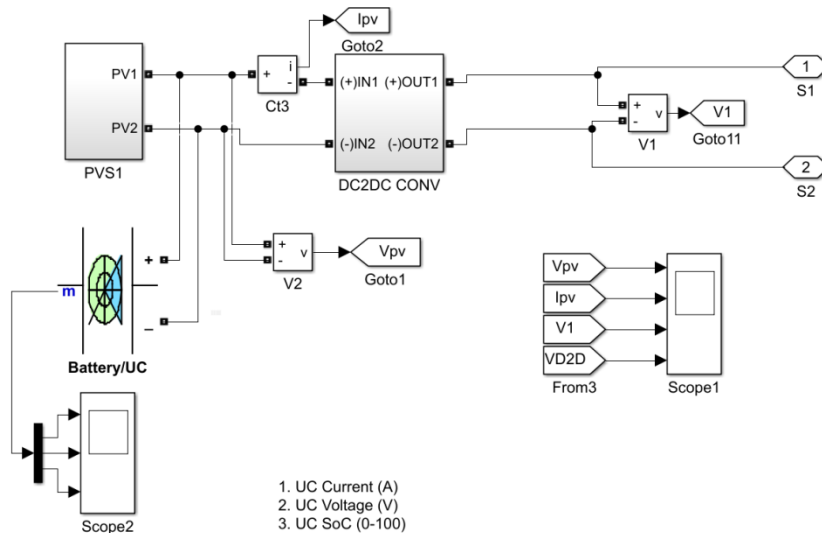 Ipv
Goto2
PV1
PV2
PVS1
+
i
-
Ct3
(+)IN1 (+)OUT1
(-)IN2 (-)OUT2
DC2DC CONV
1
S1
+
-
v
V1
V1
Goto11
2
S2
+
-
v
V2
Vpv
Goto1
m
+
–
Battery/UC
Vpv
Ipv
V1
VD2D
From3
Scope1
Scope2
1. UC Current (A)
2. UC Voltage (V)
3. UC SoC (0-100)